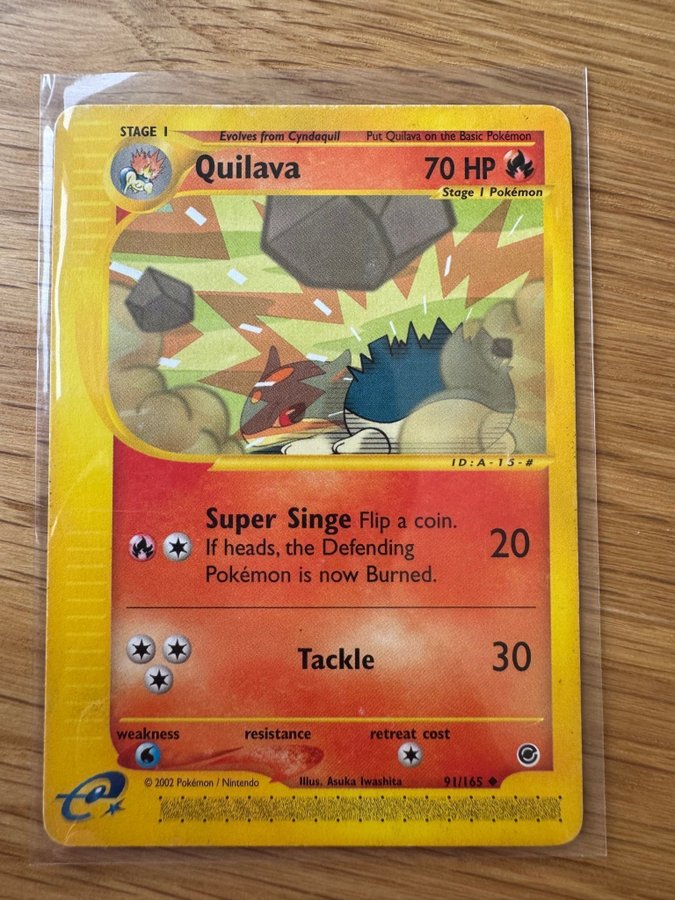 STAGE 1
Evolves from Cyndaquil
Put Quilava on the Basic Pokémon
Quilava
70 HP
Stage 1 Pokémon
ID:A-15-#
Super Singe Flip a coin.
If heads, the Defending
Pokémon is now Burned.
20
Tackle
30
weakness
resistance
retreat cost
© 2002 Pokémon / Nintendo
Illus. Asuka Iwashita
91/165 ◆
e